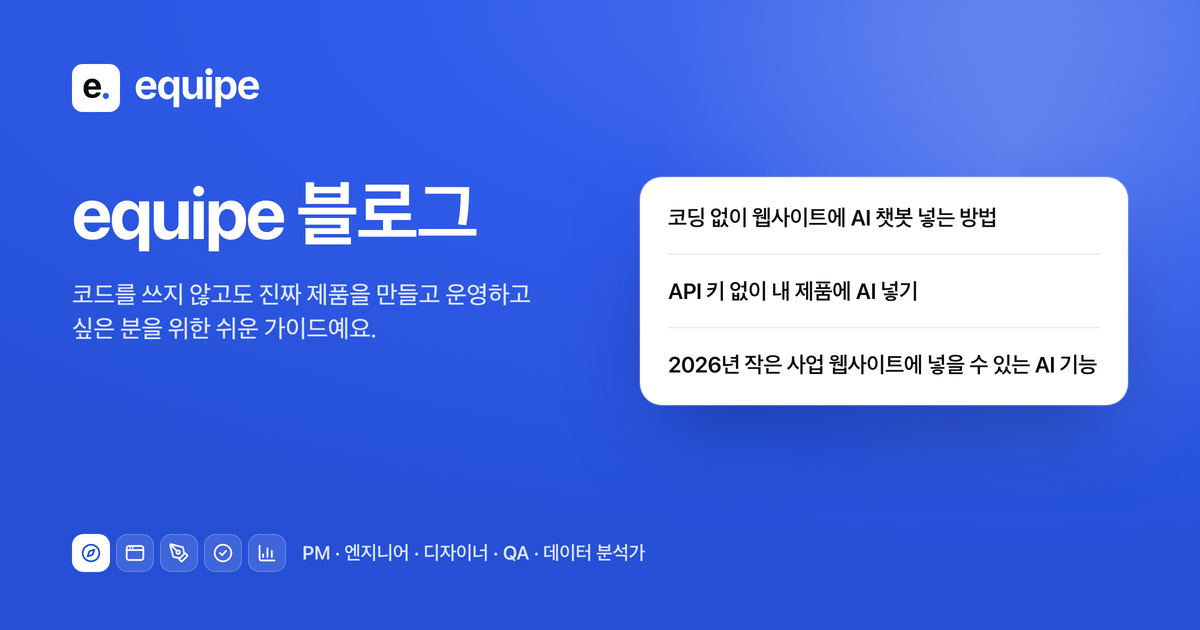 e. equipe
equipe 블로그
코드를 쓰지 않고도 진짜 제품을 만들고 운영하고
싶은 분을 위한 쉬운 가이드예요.
코딩 없이 웹사이트에 AI 챗봇 넣는 방법
API 키 없이 내 제품에 AI 넣기
2026년 작은 사업 웹사이트에 넣을 수 있는 AI 기능
PM · 엔지니어 · 디자이너 · QA · 데이터 분석가